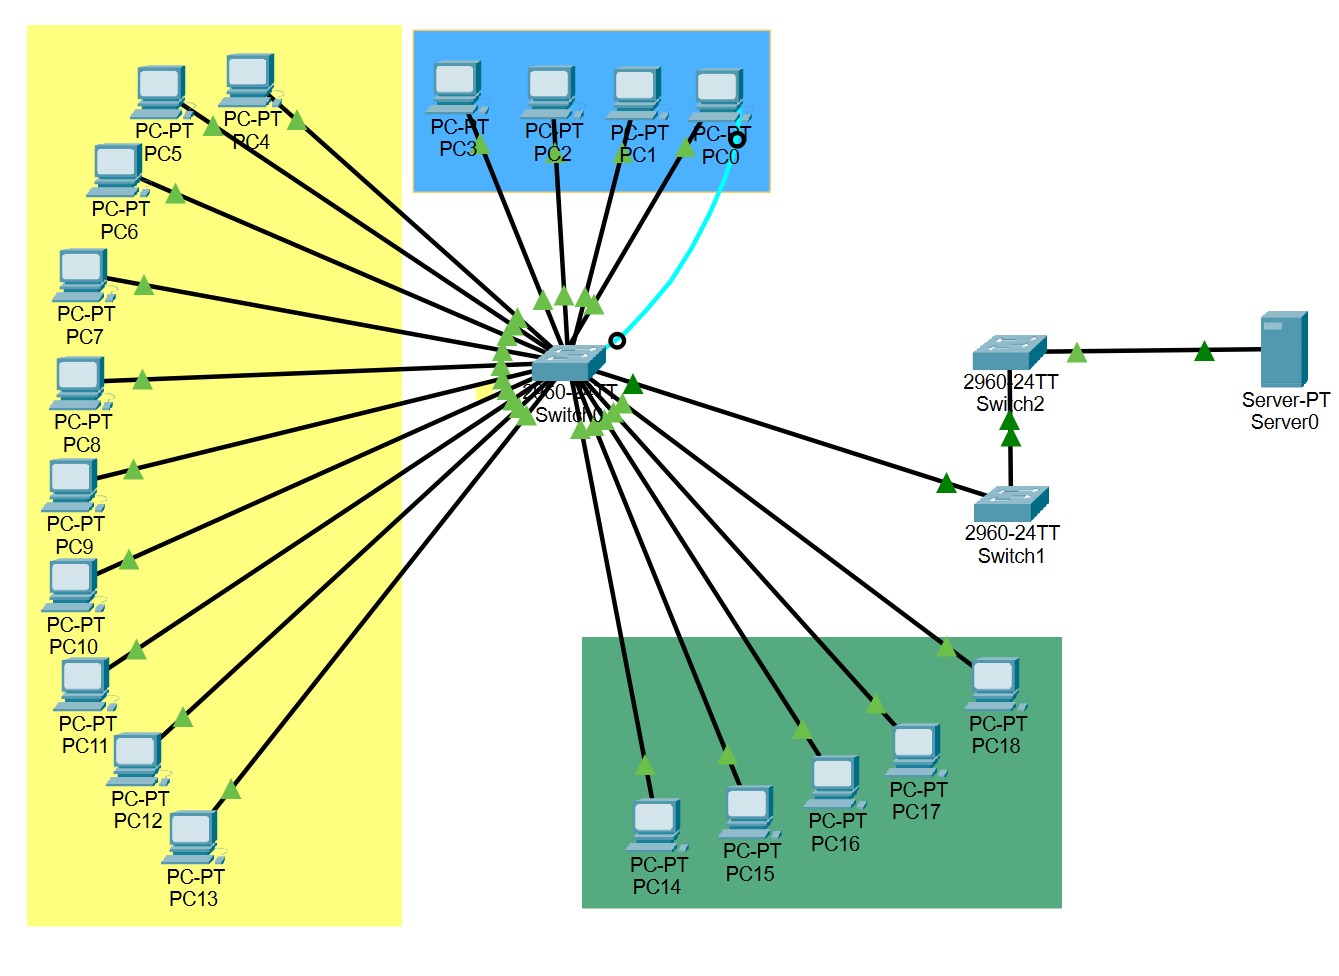 PC-PT
PC5
PC-PT
PC4
PC-PT
PC3
PC-PT
PC2
PC-PT
PC1
PC-PT
PC0
PC-PT
PC6
PC-PT
PC7
PC-PT
PC8
PC-PT
PC9
PC-PT
PC10
PC-PT
PC11
PC-PT
PC12
PC-PT
PC13
2960-24TT
Switch0
2960-24TT
Switch2
Server-PT
Server0
2960-24TT
Switch1
PC-PT
PC14
PC-PT
PC15
PC-PT
PC16
PC-PT
PC17
PC-PT
PC18